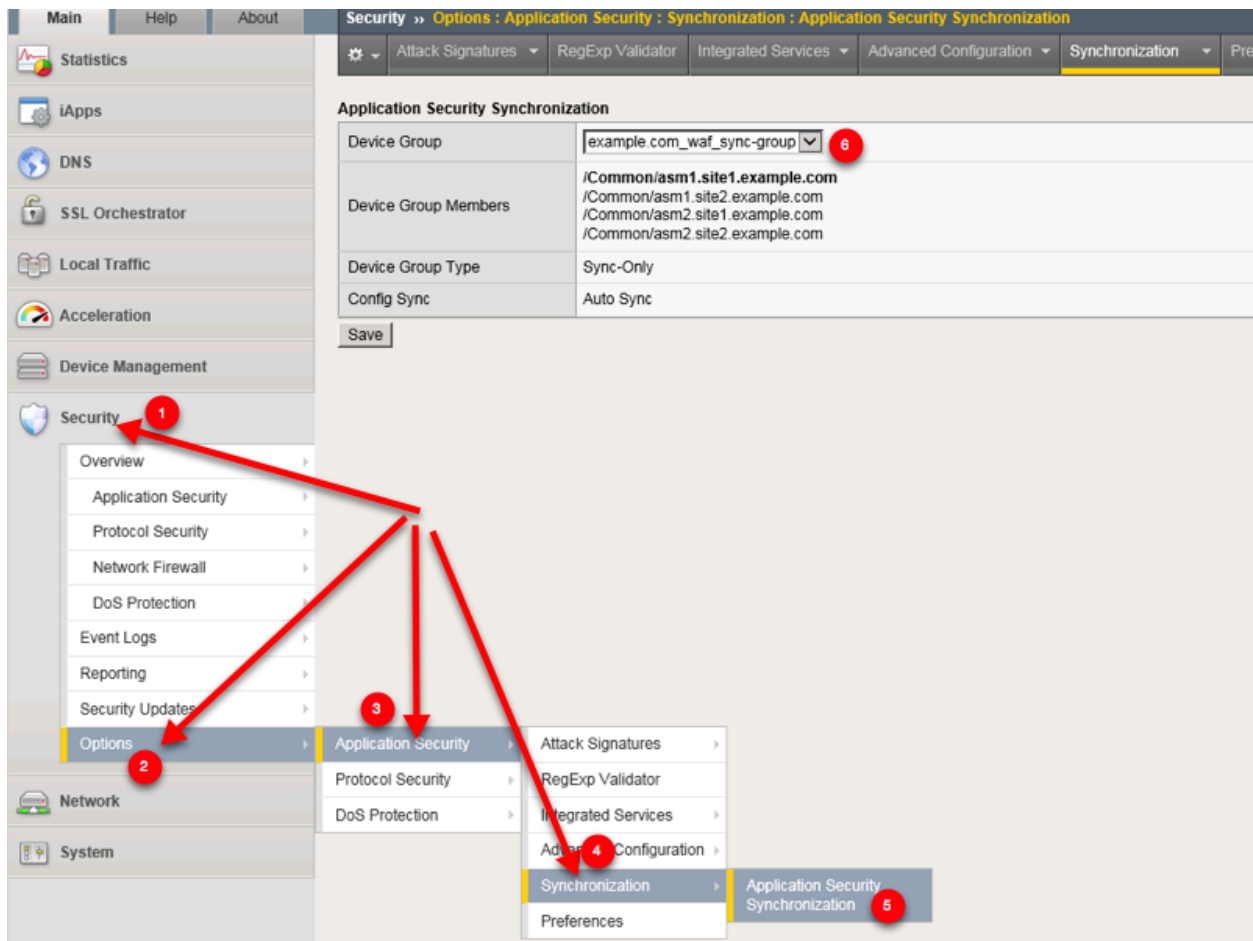 Main Help About
Security ›› Options : Application Security : Synchronization : Application Security Synchronization
Attack Signatures RegExp Validator Integrated Services Advanced Configuration Synchronization Pre
Statistics
iApps
DNS
SSL Orchestrator
Local Traffic
Acceleration
Device Management
Security 1
Overview
Application Security
Protocol Security
Network Firewall
DoS Protection
Event Logs
Reporting
Security Updates
Options
2
Network
System
Application Security Synchronization
Device Group example.com_waf_sync-group 6
Device Group Members
/Common/asm1.site1.example.com
/Common/asm1.site2.example.com
/Common/asm2.site1.example.com
/Common/asm2.site2.example.com
Device Group Type Sync-Only
Config Sync Auto Sync
Save
3
Application Security
Protocol Security
DoS Protection
Attack Signatures
RegExp Validator
Integrated Services
4 Configuration
Synchronization
Preferences
Application Security
Synchronization 5